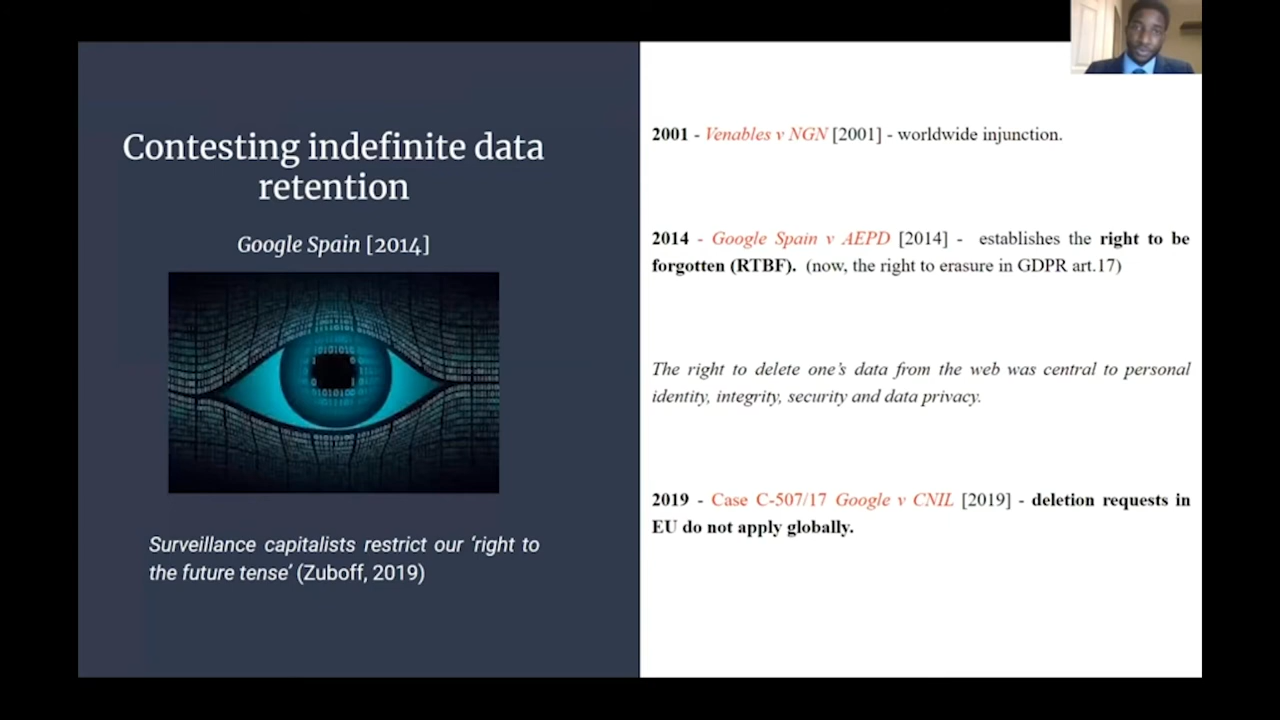 Contesting indefinite data
retention
Google Spain [2014]
Surveillance capitalists restrict our ‘right to
the future tense’ (Zuboff, 2019)
2001 - Venables v NGN [2001] - worldwide injunction.
2014 - Google Spain v AEPD [2014] - establishes the right to be
forgotten (RTBF). (now, the right to erasure in GDPR art.17)
The right to delete one’s data from the web was central to personal
identity, integrity, security and data privacy.
2019 - Case C-507/17 Google v CNIL [2019] - deletion requests in
EU do not apply globally.